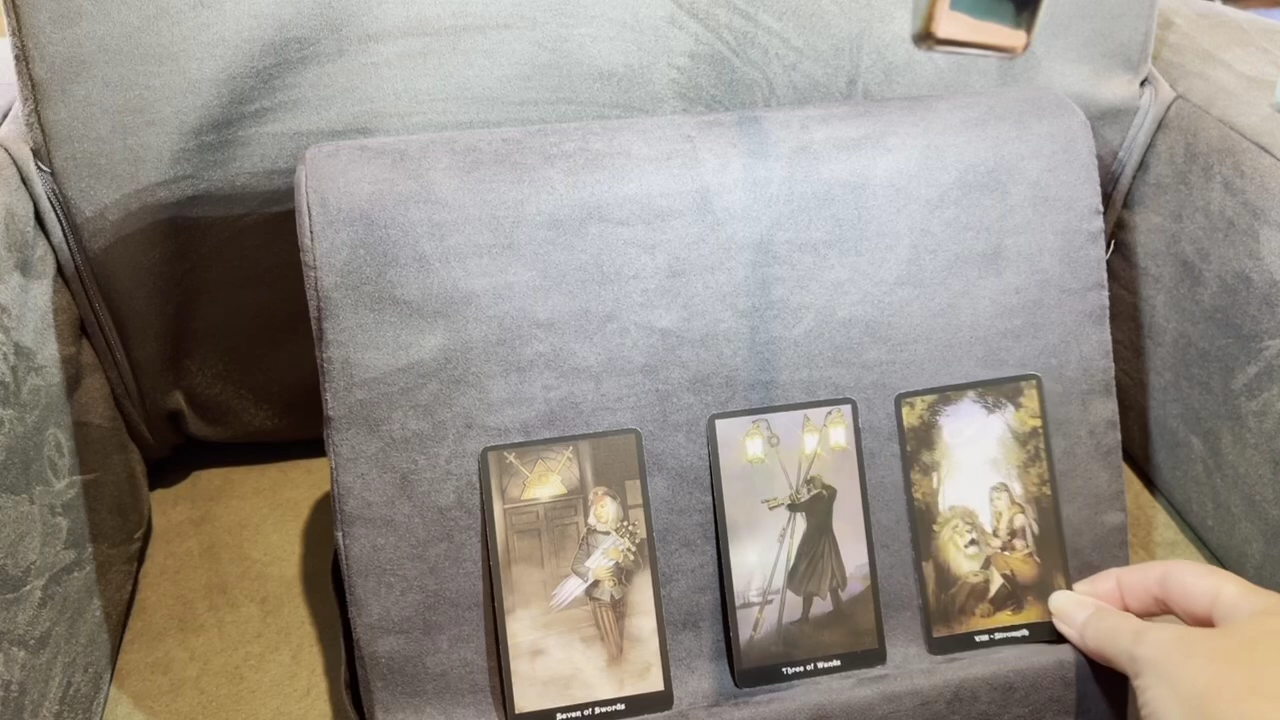 Seven of Swords
Three of Wands
VIII • Strength